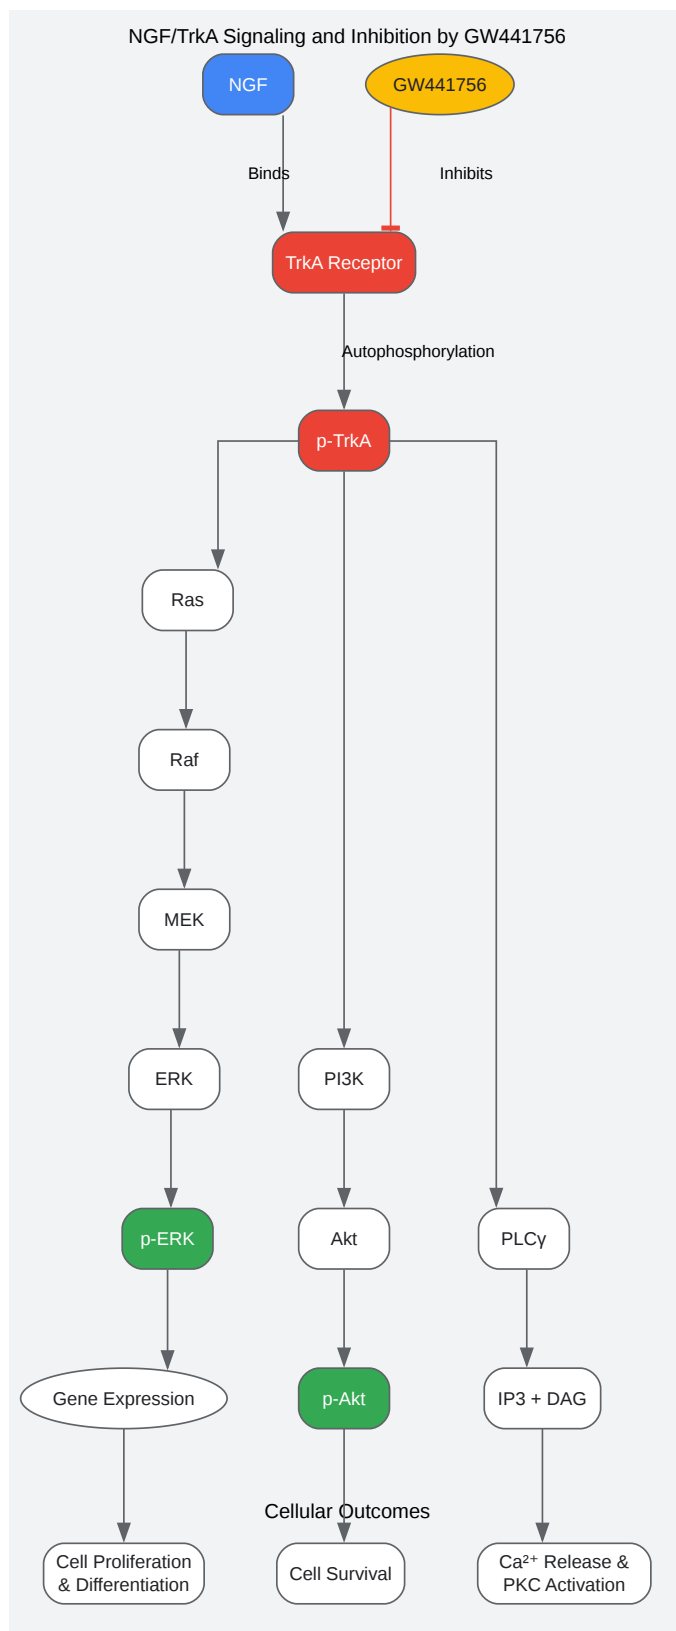 NGF/TrkA Signaling and Inhibition by GW441756
NGF
GW441756
Binds
Inhibits
TrkA Receptor
Autophosphorylation
p-TrkA
Ras
Raf
MEK
ERK
PI3K
p-ERK
Akt
PLCγ
Gene Expression
p-Akt
IP3 + DAG
Cellular Outcomes
Cell Proliferation
& Differentiation
Cell Survival
Ca²⁺ Release &
PKC Activation